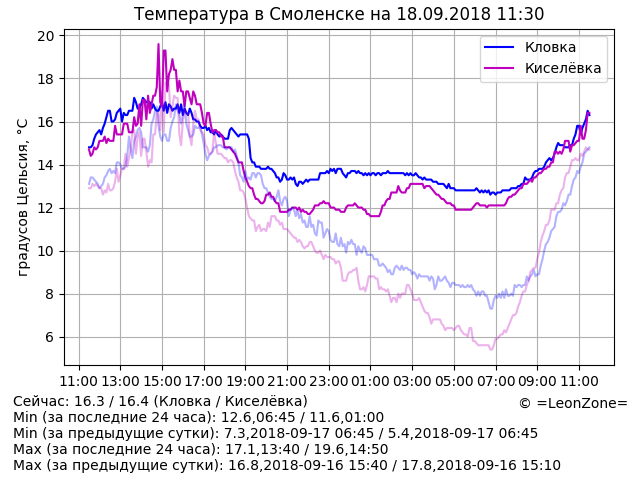 Температура в Смоленске на 18.09.2018 11:30
Кловка
Киселёвка
градусов Цельсия, °C
20
18
16
14
12
10
8
6
11:00 13:00 15:00 17:00 19:00 21:00 23:00 01:00 03:00 05:00 07:00 09:00 11:00
Сейчас: 16.3 / 16.4 (Кловка / Киселёвка)
© =LeonZone=
Min (за последние 24 часа): 12.6,06:45 / 11.6,01:00
Min (за предыдущие сутки): 7.3,2018-09-17 06:45 / 5.4,2018-09-17 06:45
Max (за последние 24 часа): 17.1,13:40 / 19.6,14:50
Max (за предыдущие сутки): 16.8,2018-09-16 15:40 / 17.8,2018-09-16 15:10